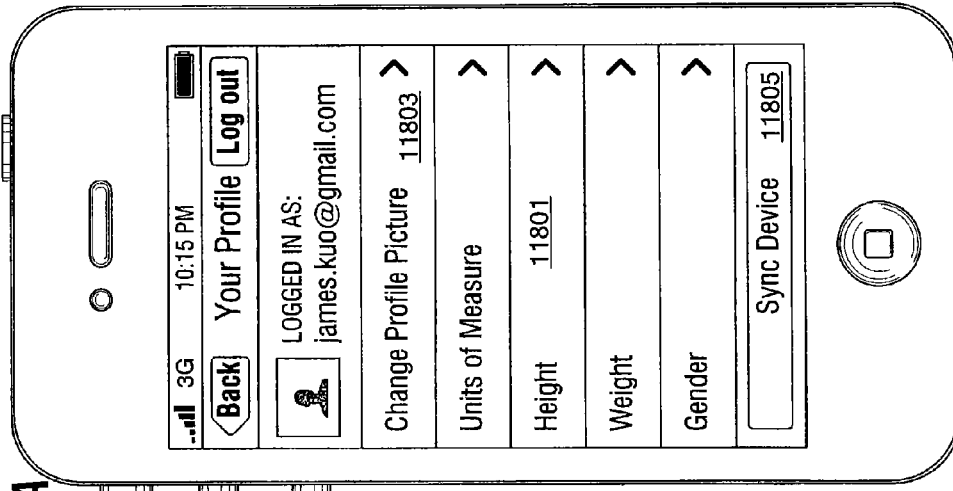 3G 10:15 PM
Back Your Profile Log out
LOGGED IN AS:
james.kuo@gmail.com
Change Profile Picture 11803
Units of Measure
Height 11801
Weight
Gender
Sync Device 11805